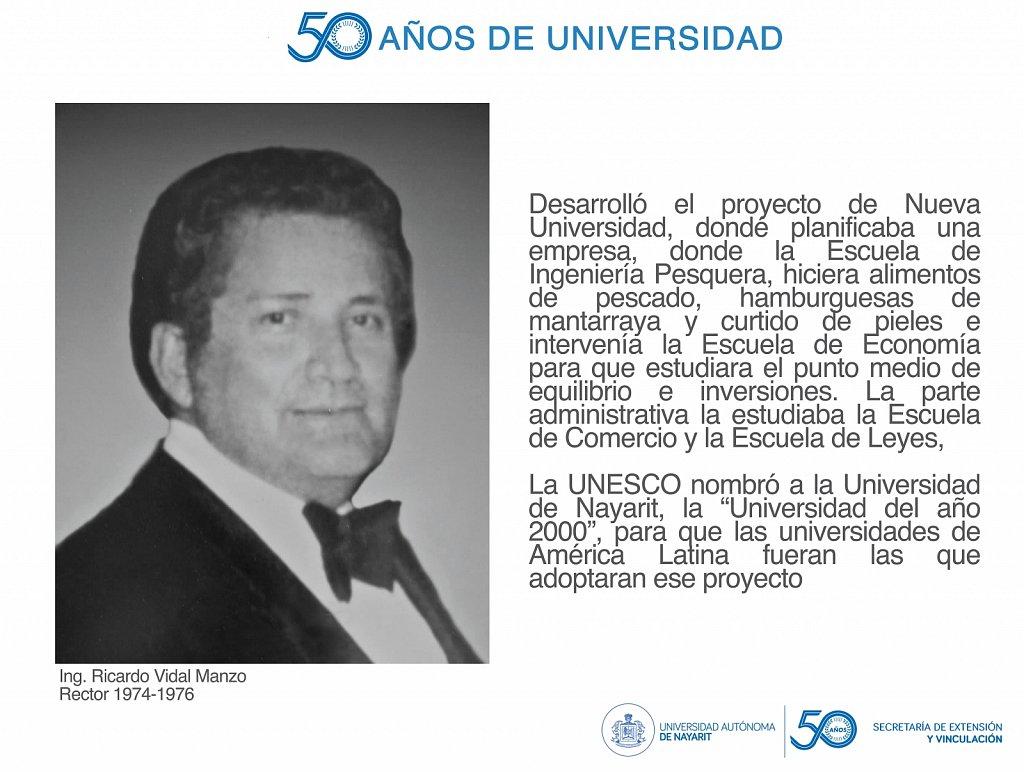 50 AÑOS DE UNIVERSIDAD
Desarrolló el proyecto de Nueva
Universidad, donde planificaba una
empresa, donde la Escuela de
Ingeniería Pesquera, hiciera alimentos
de pescado, hamburguesas de
mantarraya y curtido de pieles e
intervenía la Escuela de Economía
para que estudiara el punto medio de
equilibrio e inversiones. La parte
administrativa la estudiaba la Escuela
de Comercio y la Escuela de Leyes,
La UNESCO nombró a la Universidad
de Nayarit, la “Universidad del año
2000”, para que las universidades de
América Latina fueran las que
adoptaran ese proyecto
Ing. Ricardo Vidal Manzo
Rector 1974-1976
UNIVERSIDAD AUTÓNOMA
DE NAYARIT
50 AÑOS
SECRETARÍA DE EXTENSIÓN
Y VINCULACIÓN